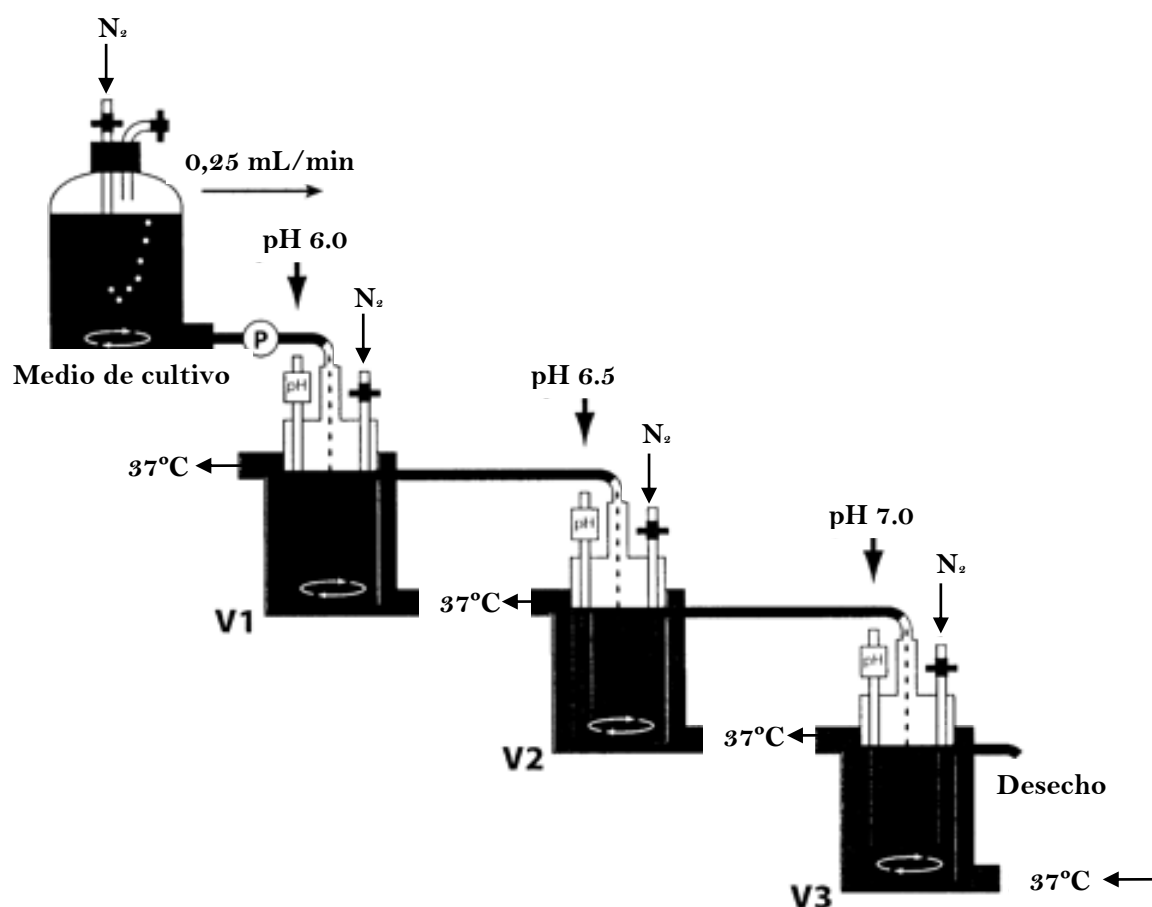 N₂
0,25 mL/min
pH 6.0
N₂
P
Medio de cultivo
pH
pH 6.5
N₂
37ºC
pH
pH 7.0
N₂
V1
37ºC
pH
V2
37ºC
Desecho
V3
37ºC